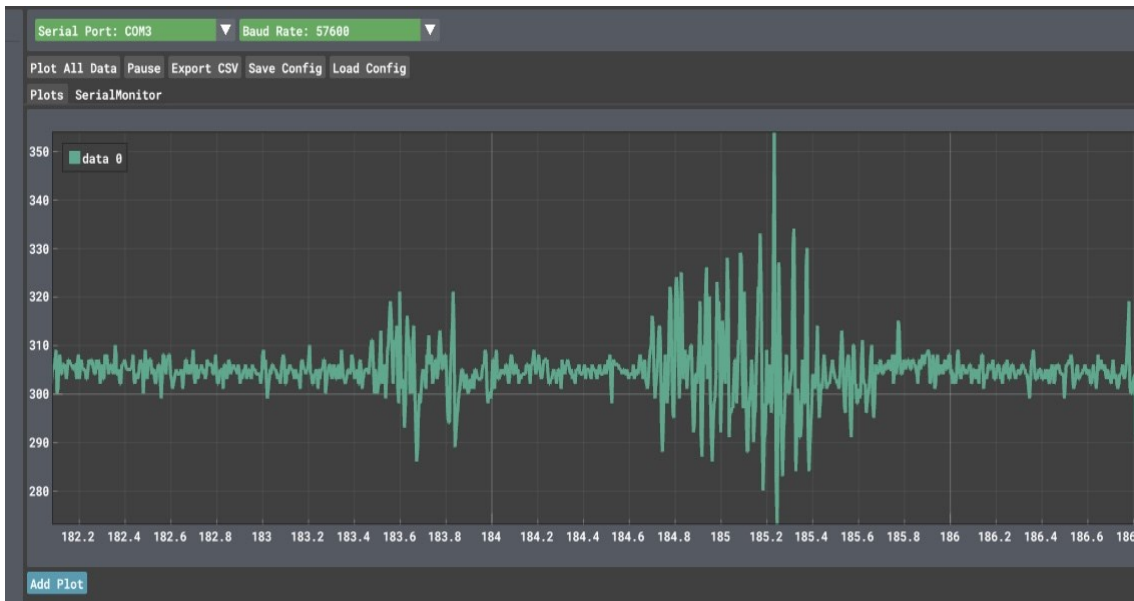 Serial Port: COM3 Baud Rate: 57600
Plot All Data Pause Export CSV Save Config Load Config
Plots SerialMonitor
data 0
350
340
330
320
310
300
290
280
182.2 182.4 182.6 182.8 183 183.2 183.4 183.6 183.8 184 184.2 184.4 184.6 184.8 185 185.2 185.4 185.6 185.8 186 186.2 186.4 186.6 186
Add Plot